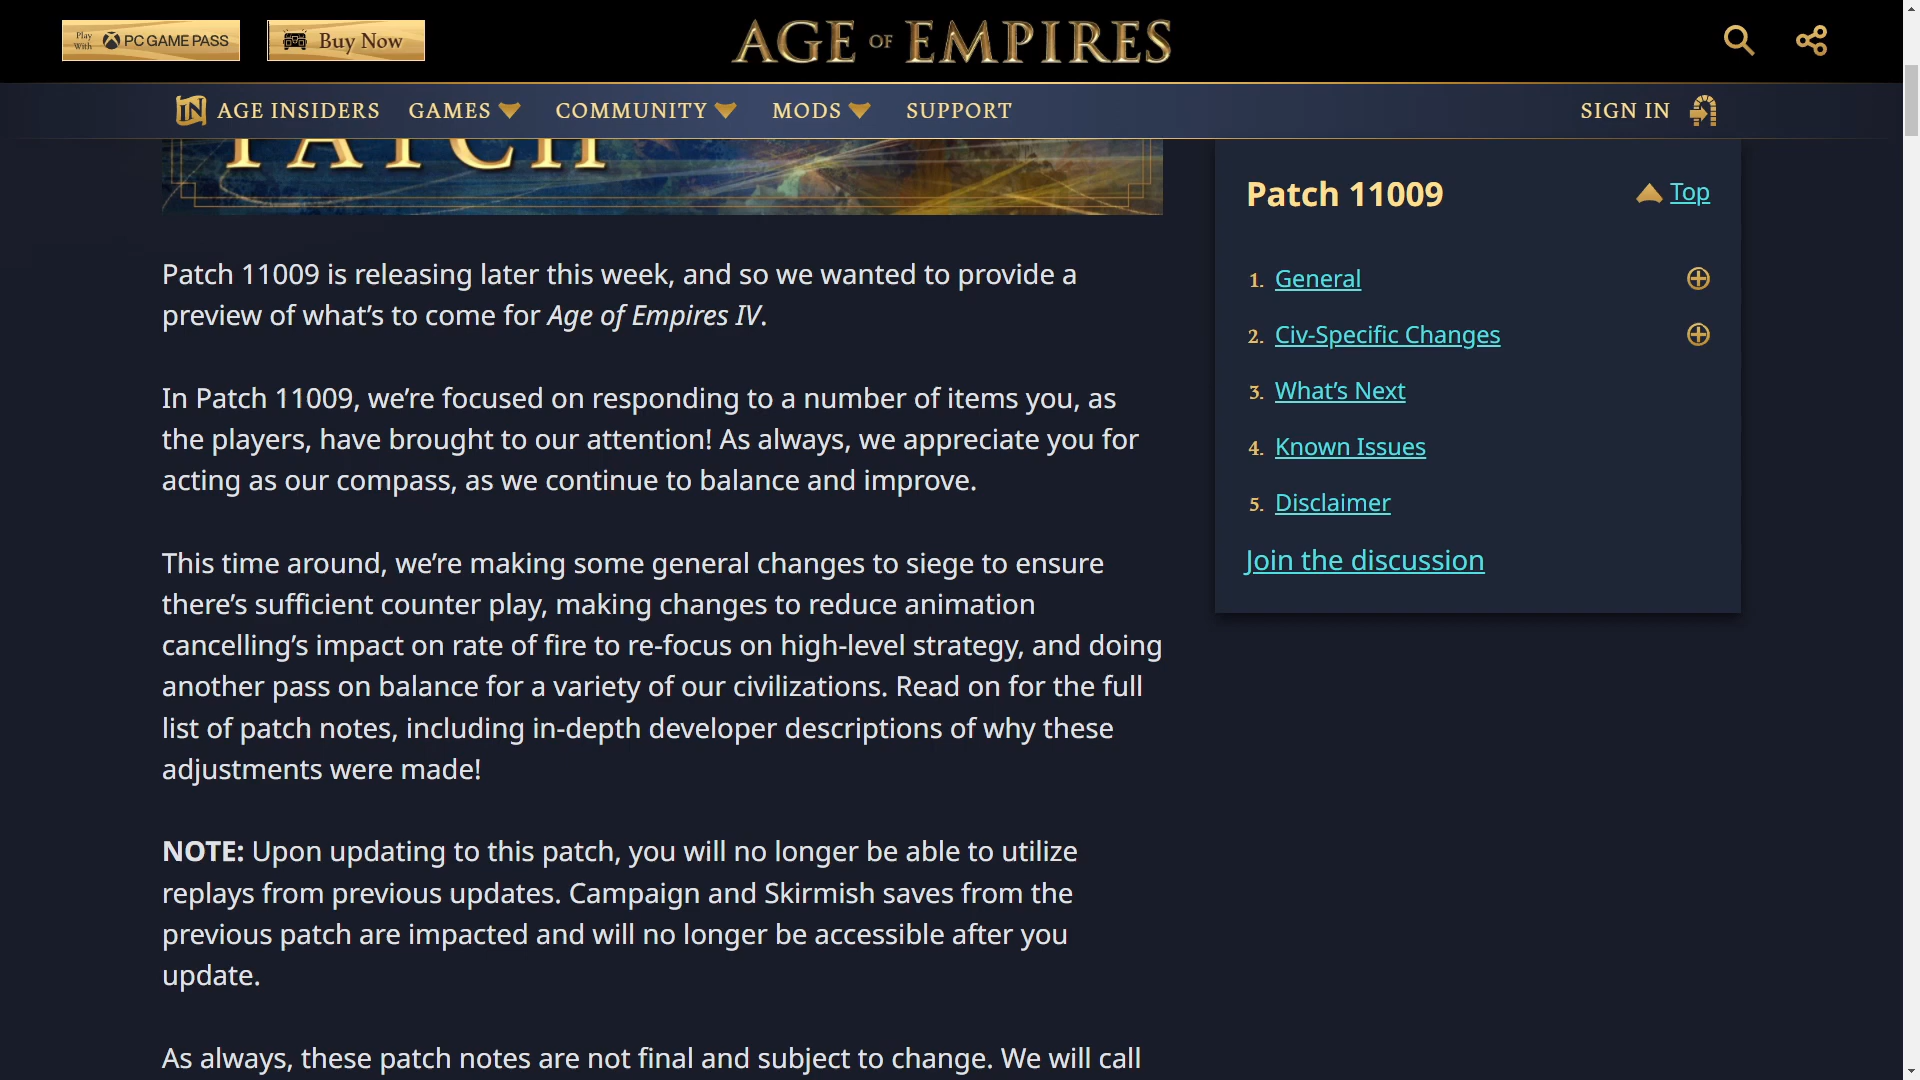 Play
With
PC GAME PASS
Buy Now
AGE OF EMPIRES
IN AGE INSIDERS
GAMES
COMMUNITY
MODS
SUPPORT
SIGN IN
PATCH
Patch 11009 is releasing later this week, and so we wanted to provide a
preview of what’s to come for Age of Empires IV.
In Patch 11009, we’re focused on responding to a number of items you, as
the players, have brought to our attention! As always, we appreciate you for
acting as our compass, as we continue to balance and improve.
This time around, we’re making some general changes to siege to ensure
there’s sufficient counter play, making changes to reduce animation
cancelling’s impact on rate of fire to re-focus on high-level strategy, and doing
another pass on balance for a variety of our civilizations. Read on for the full
list of patch notes, including in-depth developer descriptions of why these
adjustments were made!
NOTE: Upon updating to this patch, you will no longer be able to utilize
replays from previous updates. Campaign and Skirmish saves from the
previous patch are impacted and will no longer be accessible after you
update.
As always, these patch notes are not final and subject to change. We will call
Patch 11009
Top
1. General
2. Civ-Specific Changes
3. What’s Next
4. Known Issues
5. Disclaimer
Join the discussion